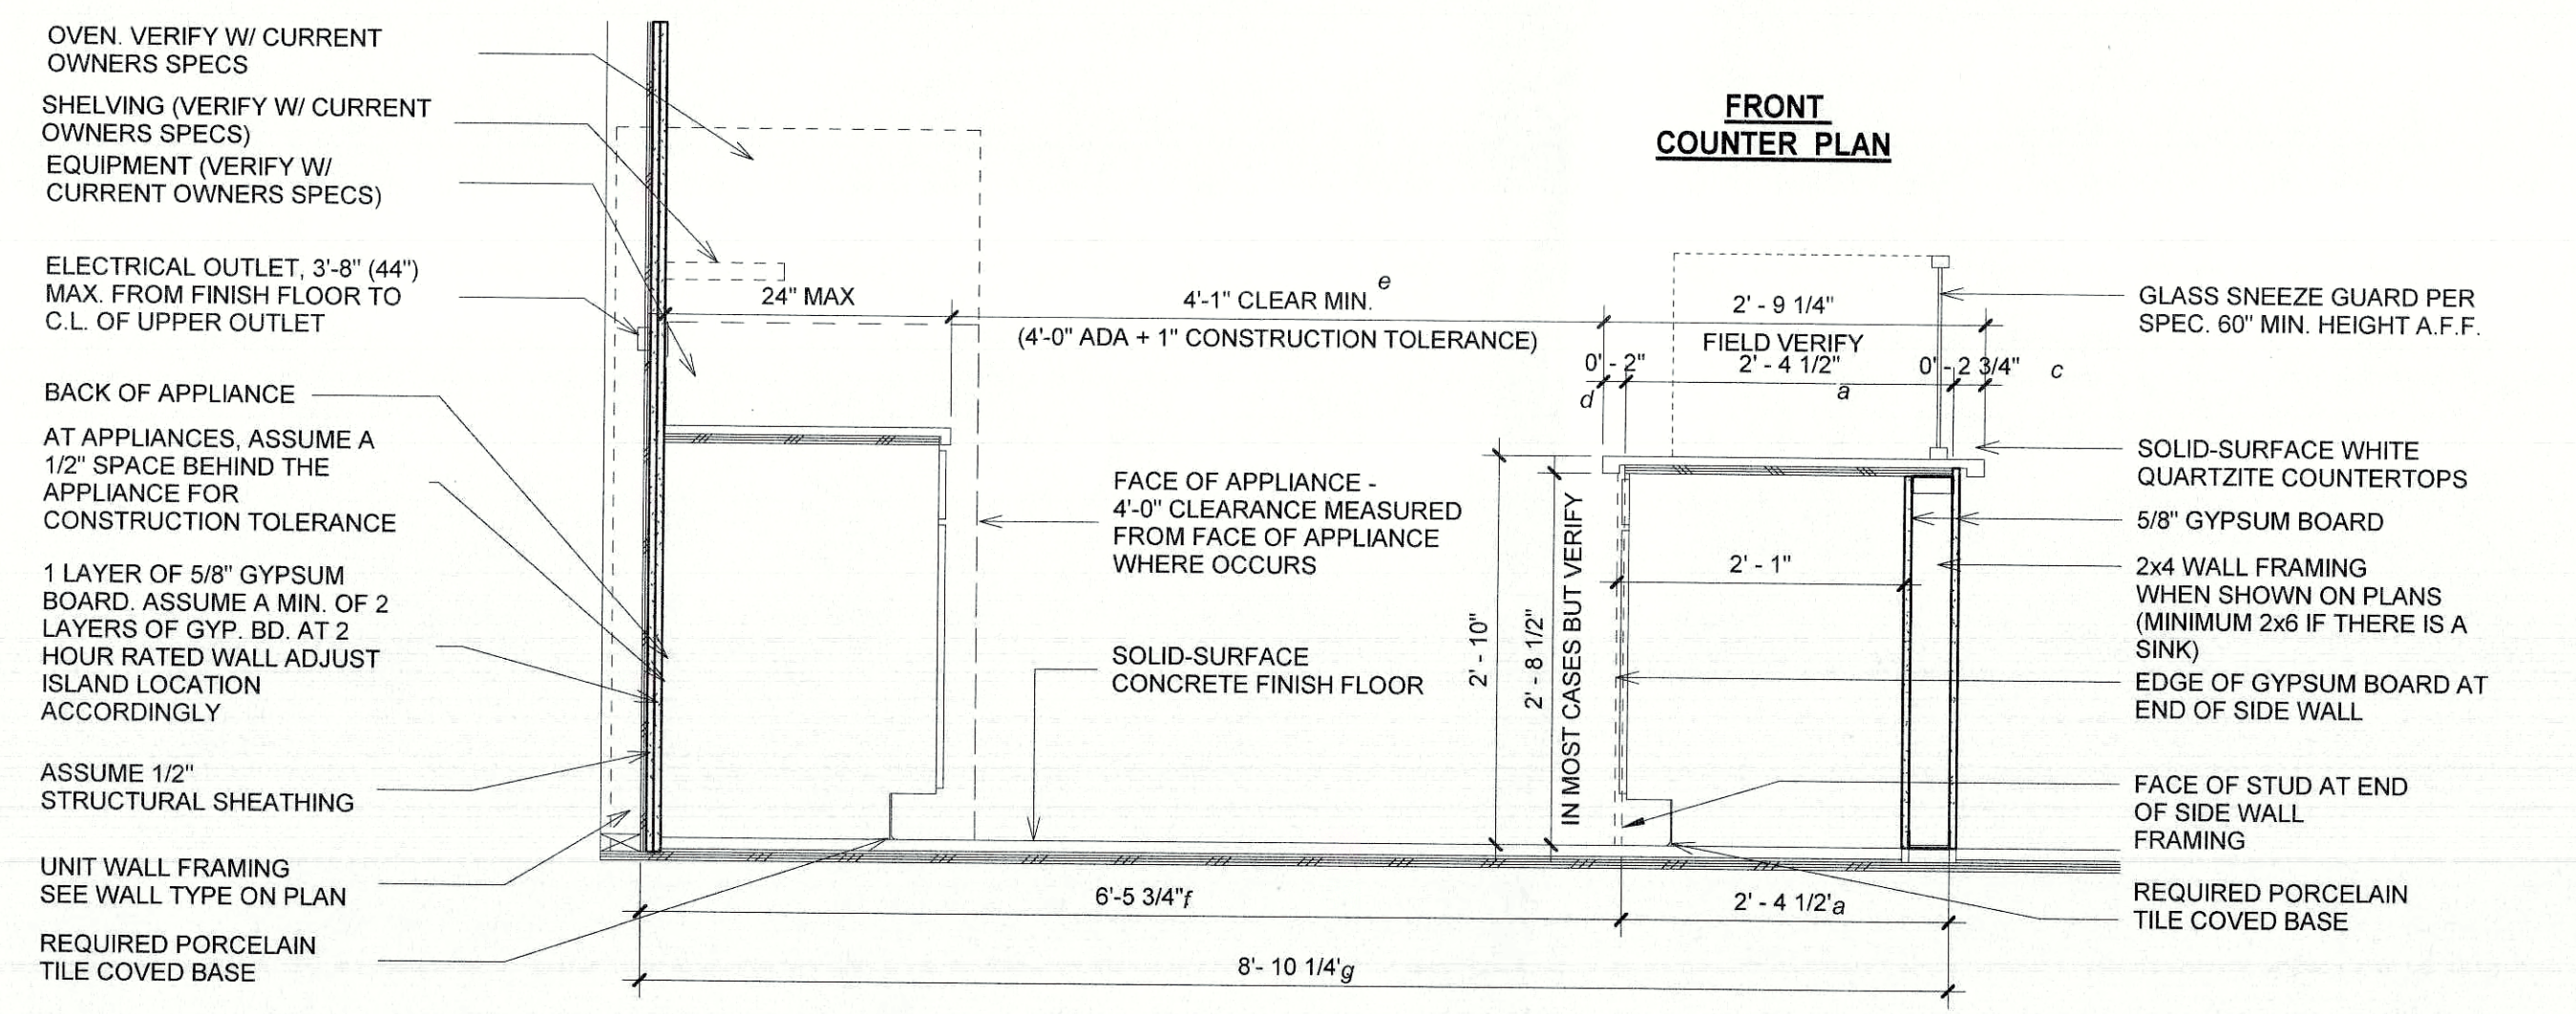 OVEN. VERIFY W/ CURRENT
OWNERS SPECS
SHELVING (VERIFY W/ CURRENT
OWNERS SPECS)
EQUIPMENT (VERIFY W/
CURRENT OWNERS SPECS)
ELECTRICAL OUTLET, 3'-8" (44")
MAX. FROM FINISH FLOOR TO
C.L. OF UPPER OUTLET
BACK OF APPLIANCE
AT APPLIANCES, ASSUME A
1/2" SPACE BEHIND THE
APPLIANCE FOR
CONSTRUCTION TOLERANCE
1 LAYER OF 5/8" GYPSUM
BOARD. ASSUME A MIN. OF 2
LAYERS OF GYP. BD. AT 2
HOUR RATED WALL ADJUST
ISLAND LOCATION
ACCORDINGLY
ASSUME 1/2"
STRUCTURAL SHEATHING
UNIT WALL FRAMING
SEE WALL TYPE ON PLAN
REQUIRED PORCELAIN
TILE COVED BASE
FRONT
COUNTER PLAN
24" MAX
4'-1" CLEAR MIN. e
(4'-0" ADA + 1" CONSTRUCTION TOLERANCE)
2' - 9 1/4"
FIELD VERIFY
0' - 2"
d
2' - 4 1/2"
a
0' - 2 3/4" c
FACE OF APPLIANCE -
4'-0" CLEARANCE MEASURED
FROM FACE OF APPLIANCE
WHERE OCCURS
SOLID-SURFACE
CONCRETE FINISH FLOOR
2' - 10"
2' - 8 1/2"
IN MOST CASES BUT VERIFY
2' - 1"
6'-5 3/4"f
2' - 4 1/2'a
8'- 10 1/4'g
GLASS SNEEZE GUARD PER
SPEC. 60" MIN. HEIGHT A.F.F.
SOLID-SURFACE WHITE
QUARTZITE COUNTERTOPS
5/8" GYPSUM BOARD
2x4 WALL FRAMING
WHEN SHOWN ON PLANS
(MINIMUM 2x6 IF THERE IS A
SINK)
EDGE OF GYPSUM BOARD AT
END OF SIDE WALL
FACE OF STUD AT END
OF SIDE WALL
FRAMING
REQUIRED PORCELAIN
TILE COVED BASE